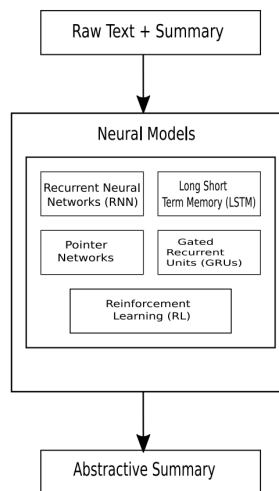 Raw Text + Summary
Neural Models
Recurrent Neural
Networks (RNN)
Long Short
Term Memory (LSTM)
Pointer
Networks
Gated
Recurrent
Units (GRUs)
Reinforcement
Learning (RL)
Abstractive Summary